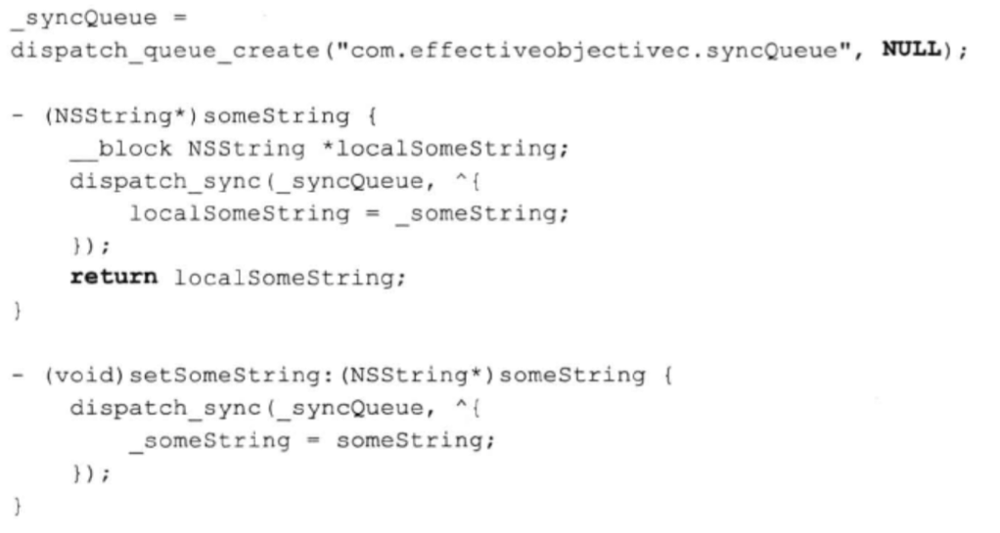 _syncQueue =
dispatch_queue_create("com.effectiveobjectivec.syncQueue", NULL);

- (NSString*)someString {
    __block NSString *localSomeString;
    dispatch_sync(_syncQueue, ^{
        localSomeString = _someString;
    });
    return localSomeString;
}

- (void)setSomeString:(NSString*)someString {
    dispatch_sync(_syncQueue, ^{
        _someString = someString;
    });
}